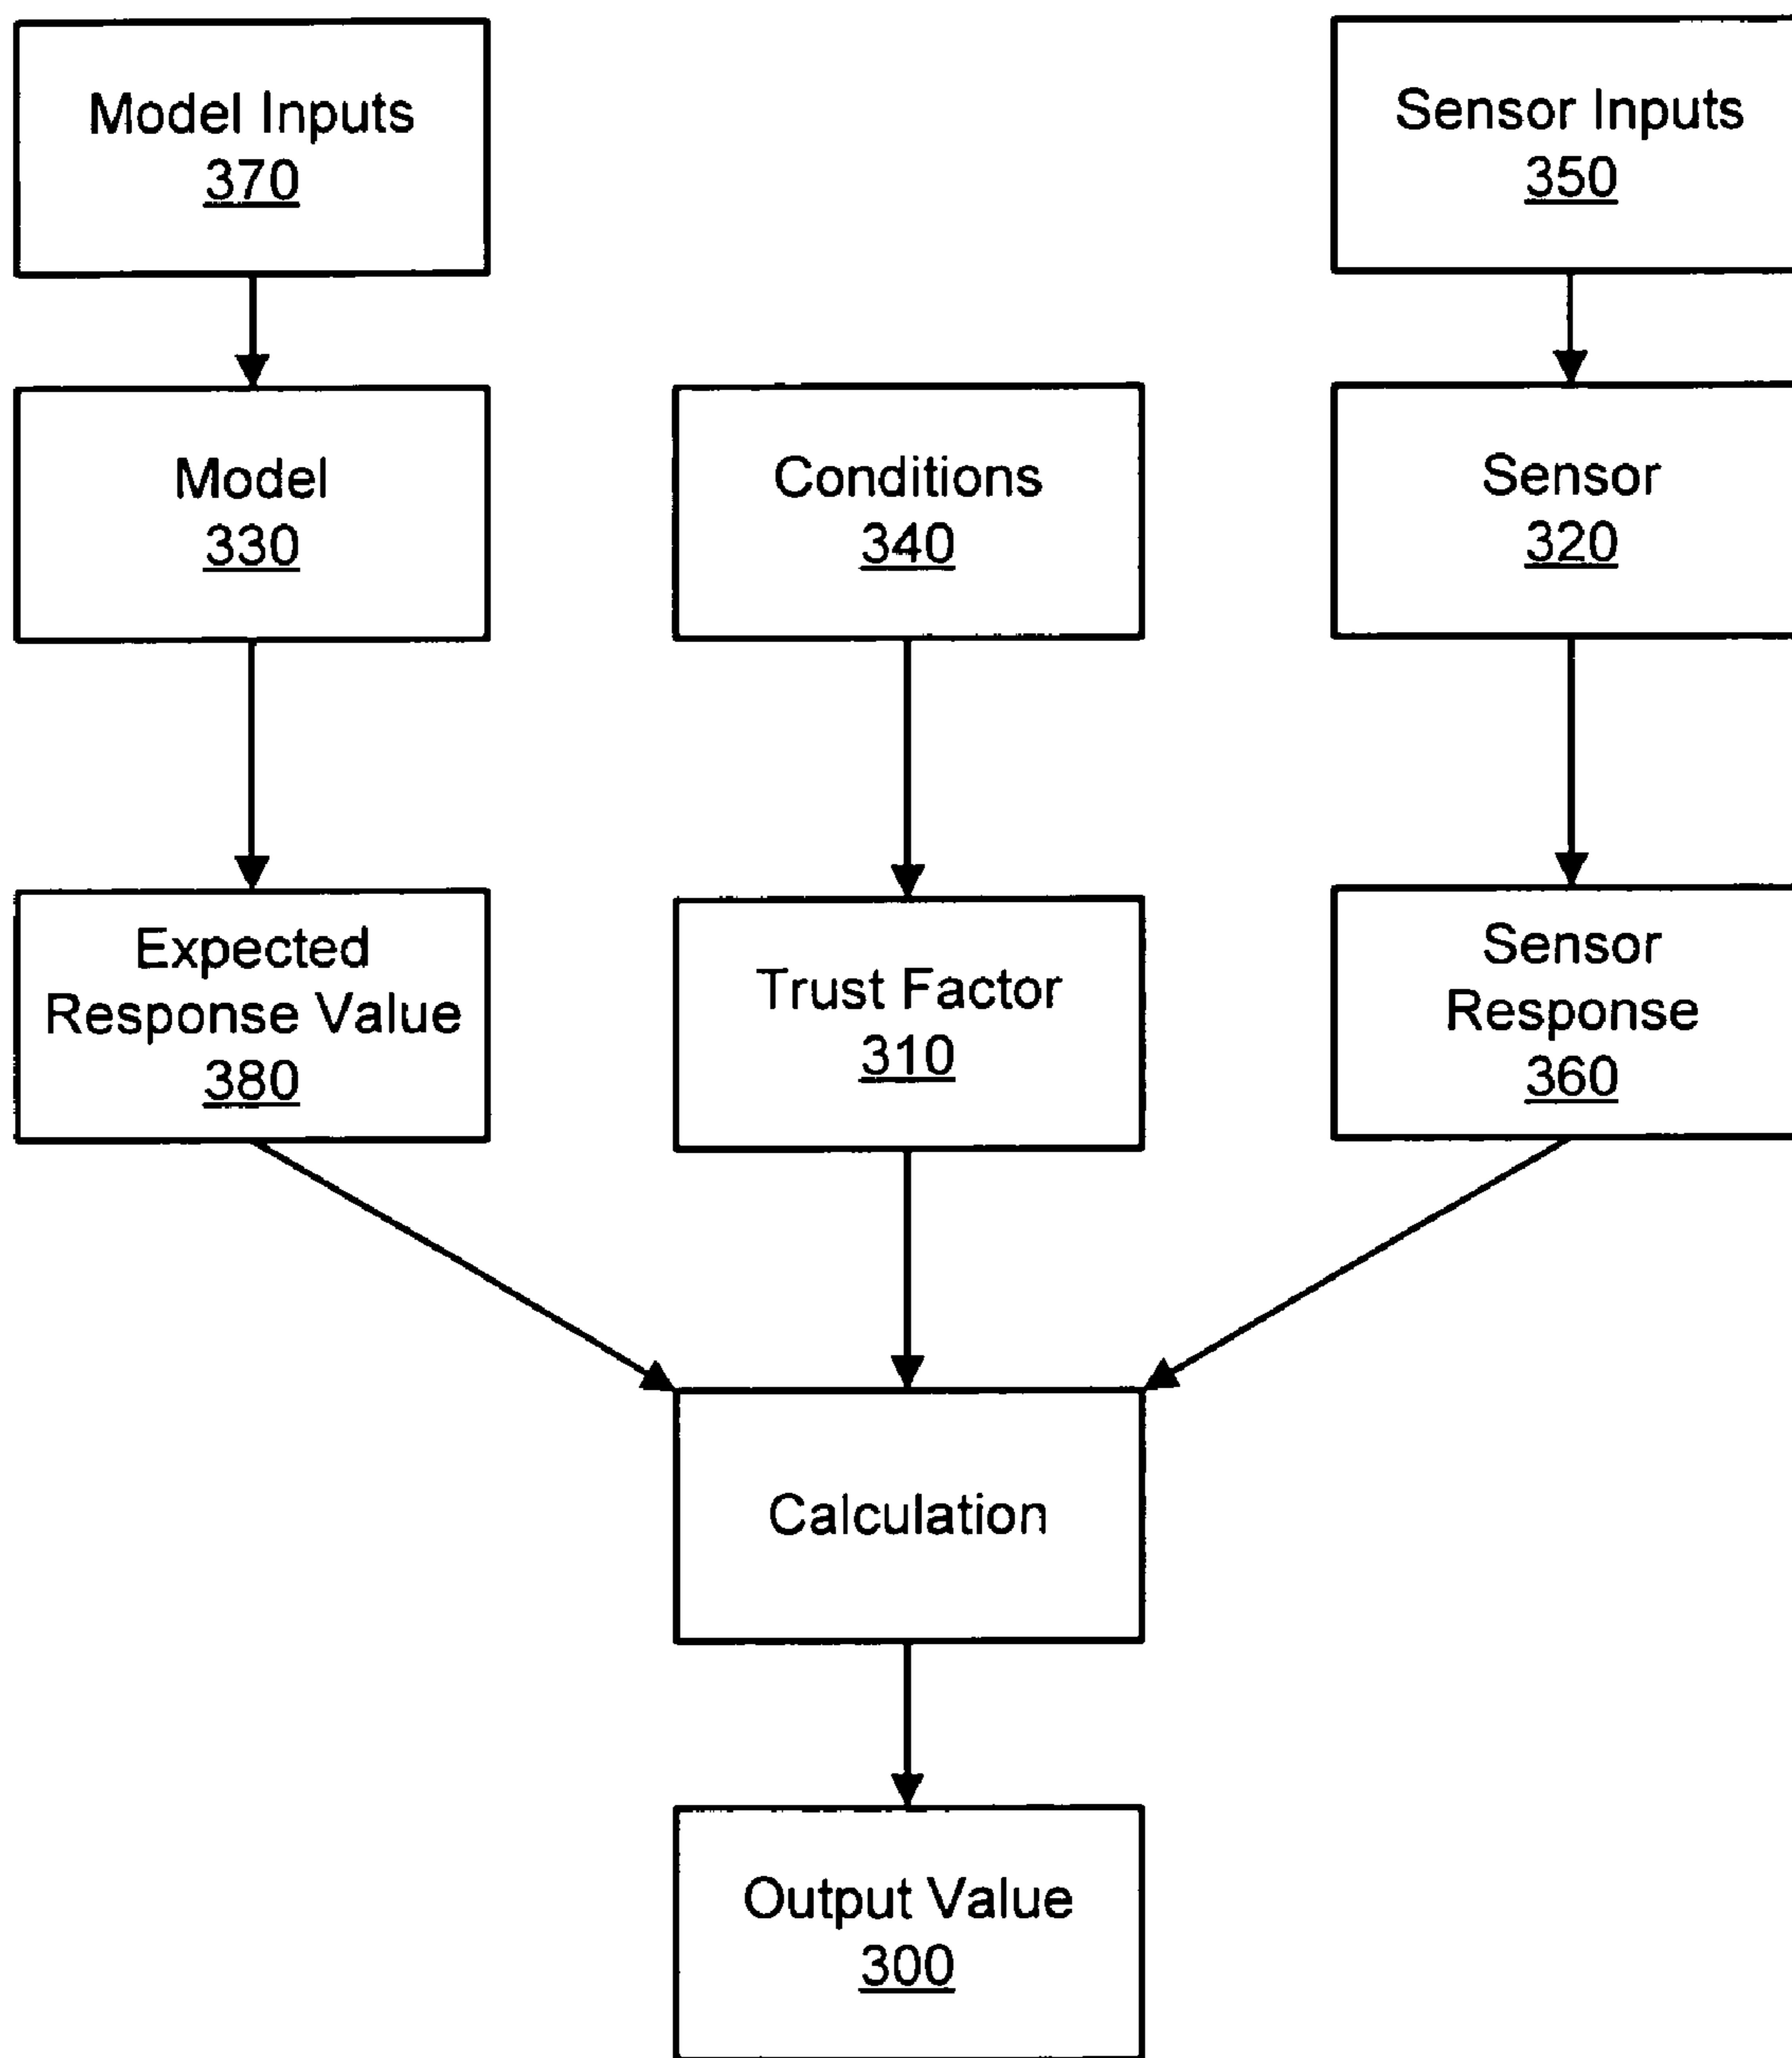 Model Inputs
370
Sensor Inputs
350
Model
330
Conditions
340
Sensor
320
Expected
Response Value
380
Trust Factor
310
Sensor
Response
360
Calculation
Output Value
300